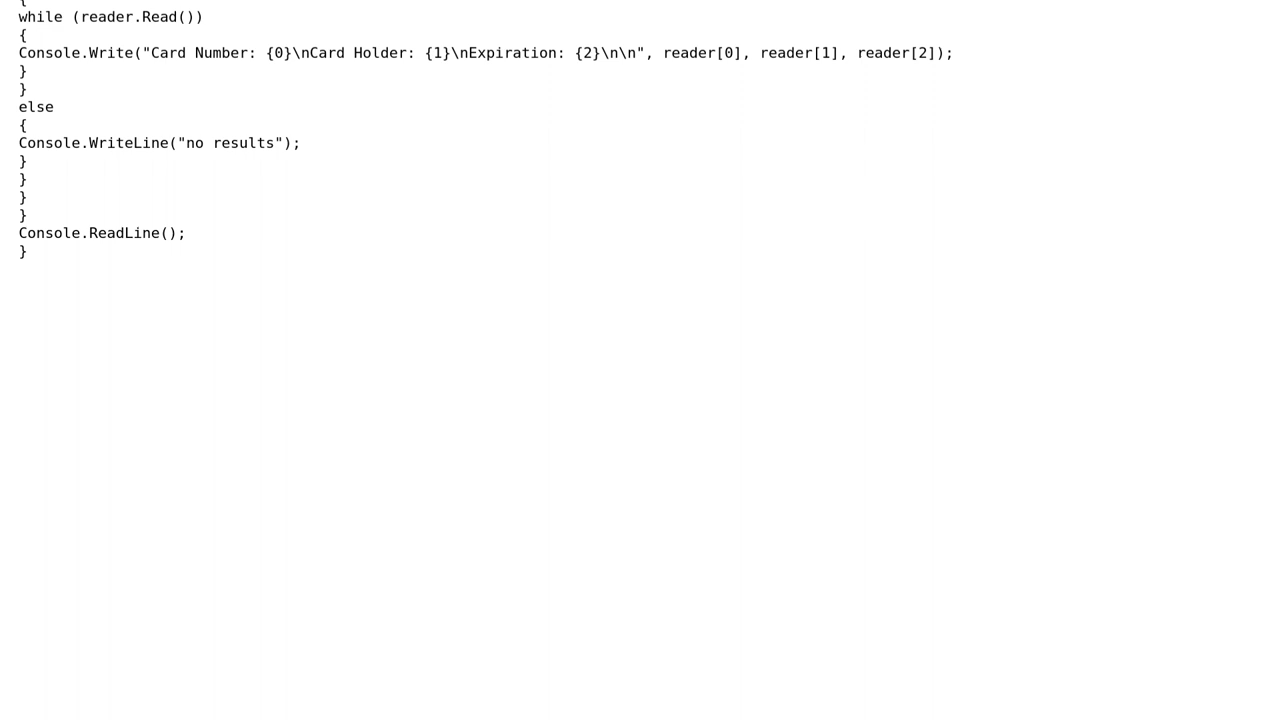 {
while (reader.Read())
{
Console.Write("Card Number: {0}\nCard Holder: {1}\nExpiration: {2}\n\n", reader[0], reader[1], reader[2]);
}
}
else
{
Console.WriteLine("no results");
}
}
}
}
Console.ReadLine();
}